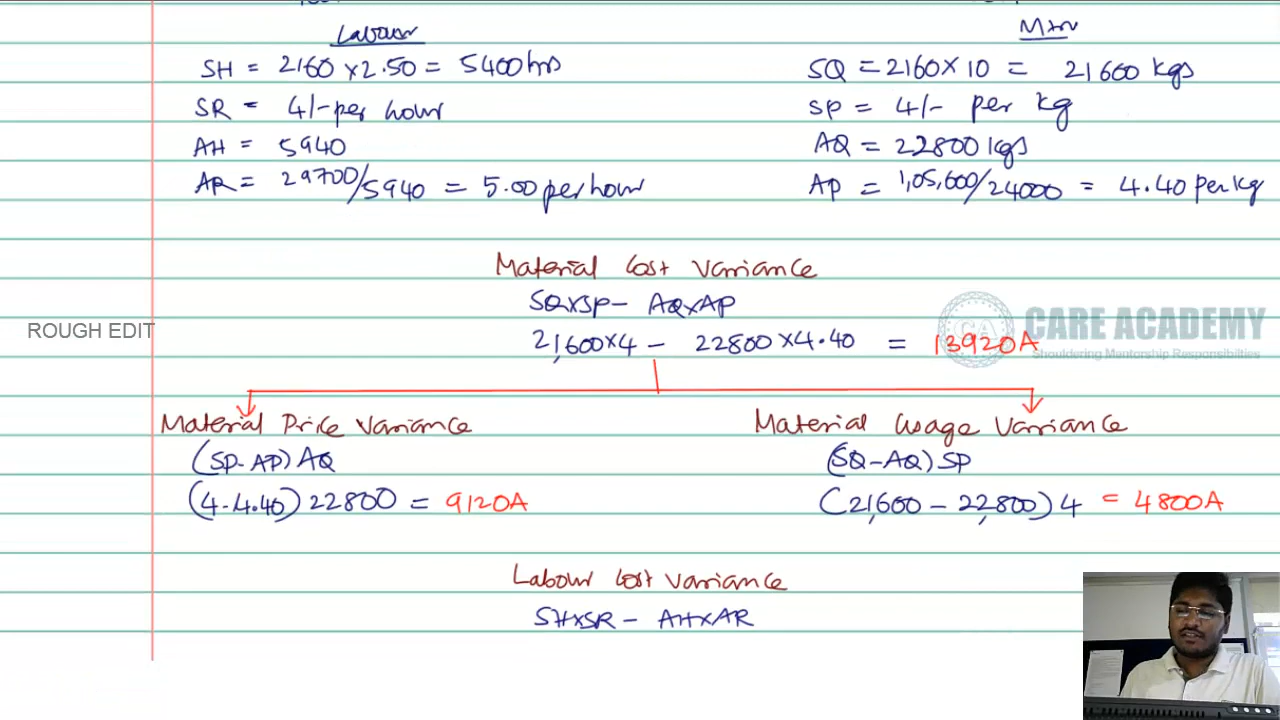 Labour
SH = 2160 x 2.50 = 5400 hrs
SR = 4/- per hour
AH = 5940
AR = 29700/5940 = 5.00 per hour
Mtrl
SQ = 2160 x 10 = 21600 kgs
SP = 4/- per kg
AQ = 22800 kgs
AP = 1,05,600/24000 = 4.40 per kg
Material Cost Variance
SQxSP - AQxAP
21,600x4 - 22800x4.40 = 13920A
ROUGH EDIT
CARE ACADEMY
Shouldering Mentorship Responsibilities
Material Price Variance
(SP-AP) AQ
(4-4.40) 22800 = 9120A
Material Usage Variance
(SQ-AQ) SP
(21,600 - 22,800) 4 = 4800A
Labour Cost Variance
SHxSR - AHxAR